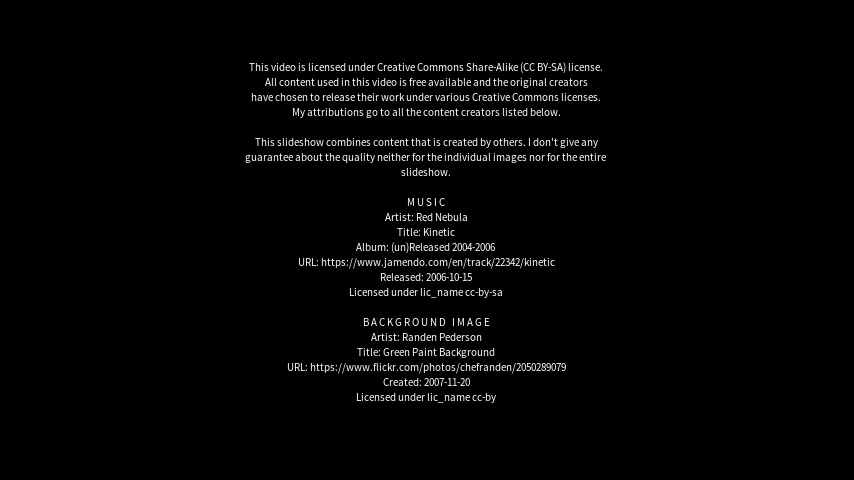 This video is licensed under Creative Commons Share-Alike (CC BY-SA) license.
All content used in this video is free available and the original creators
have chosen to release their work under various Creative Commons licenses.
My attributions go to all the content creators listed below.
This slideshow combines content that is created by others. I don't give any
guarantee about the quality neither for the individual images nor for the entire
slideshow.
MUSIC
Artist: Red Nebula
Title: Kinetic
Album: (un)Released 2004-2006
URL: https://www.jamendo.com/en/track/22342/kinetic
Released: 2006-10-15
Licensed under lic_name cc-by-sa
BACKGROUND IMAGE
Artist: Randen Pederson
Title: Green Paint Background
URL: https://www.flickr.com/photos/chefranden/2050289079
Created: 2007-11-20
Licensed under lic_name cc-by